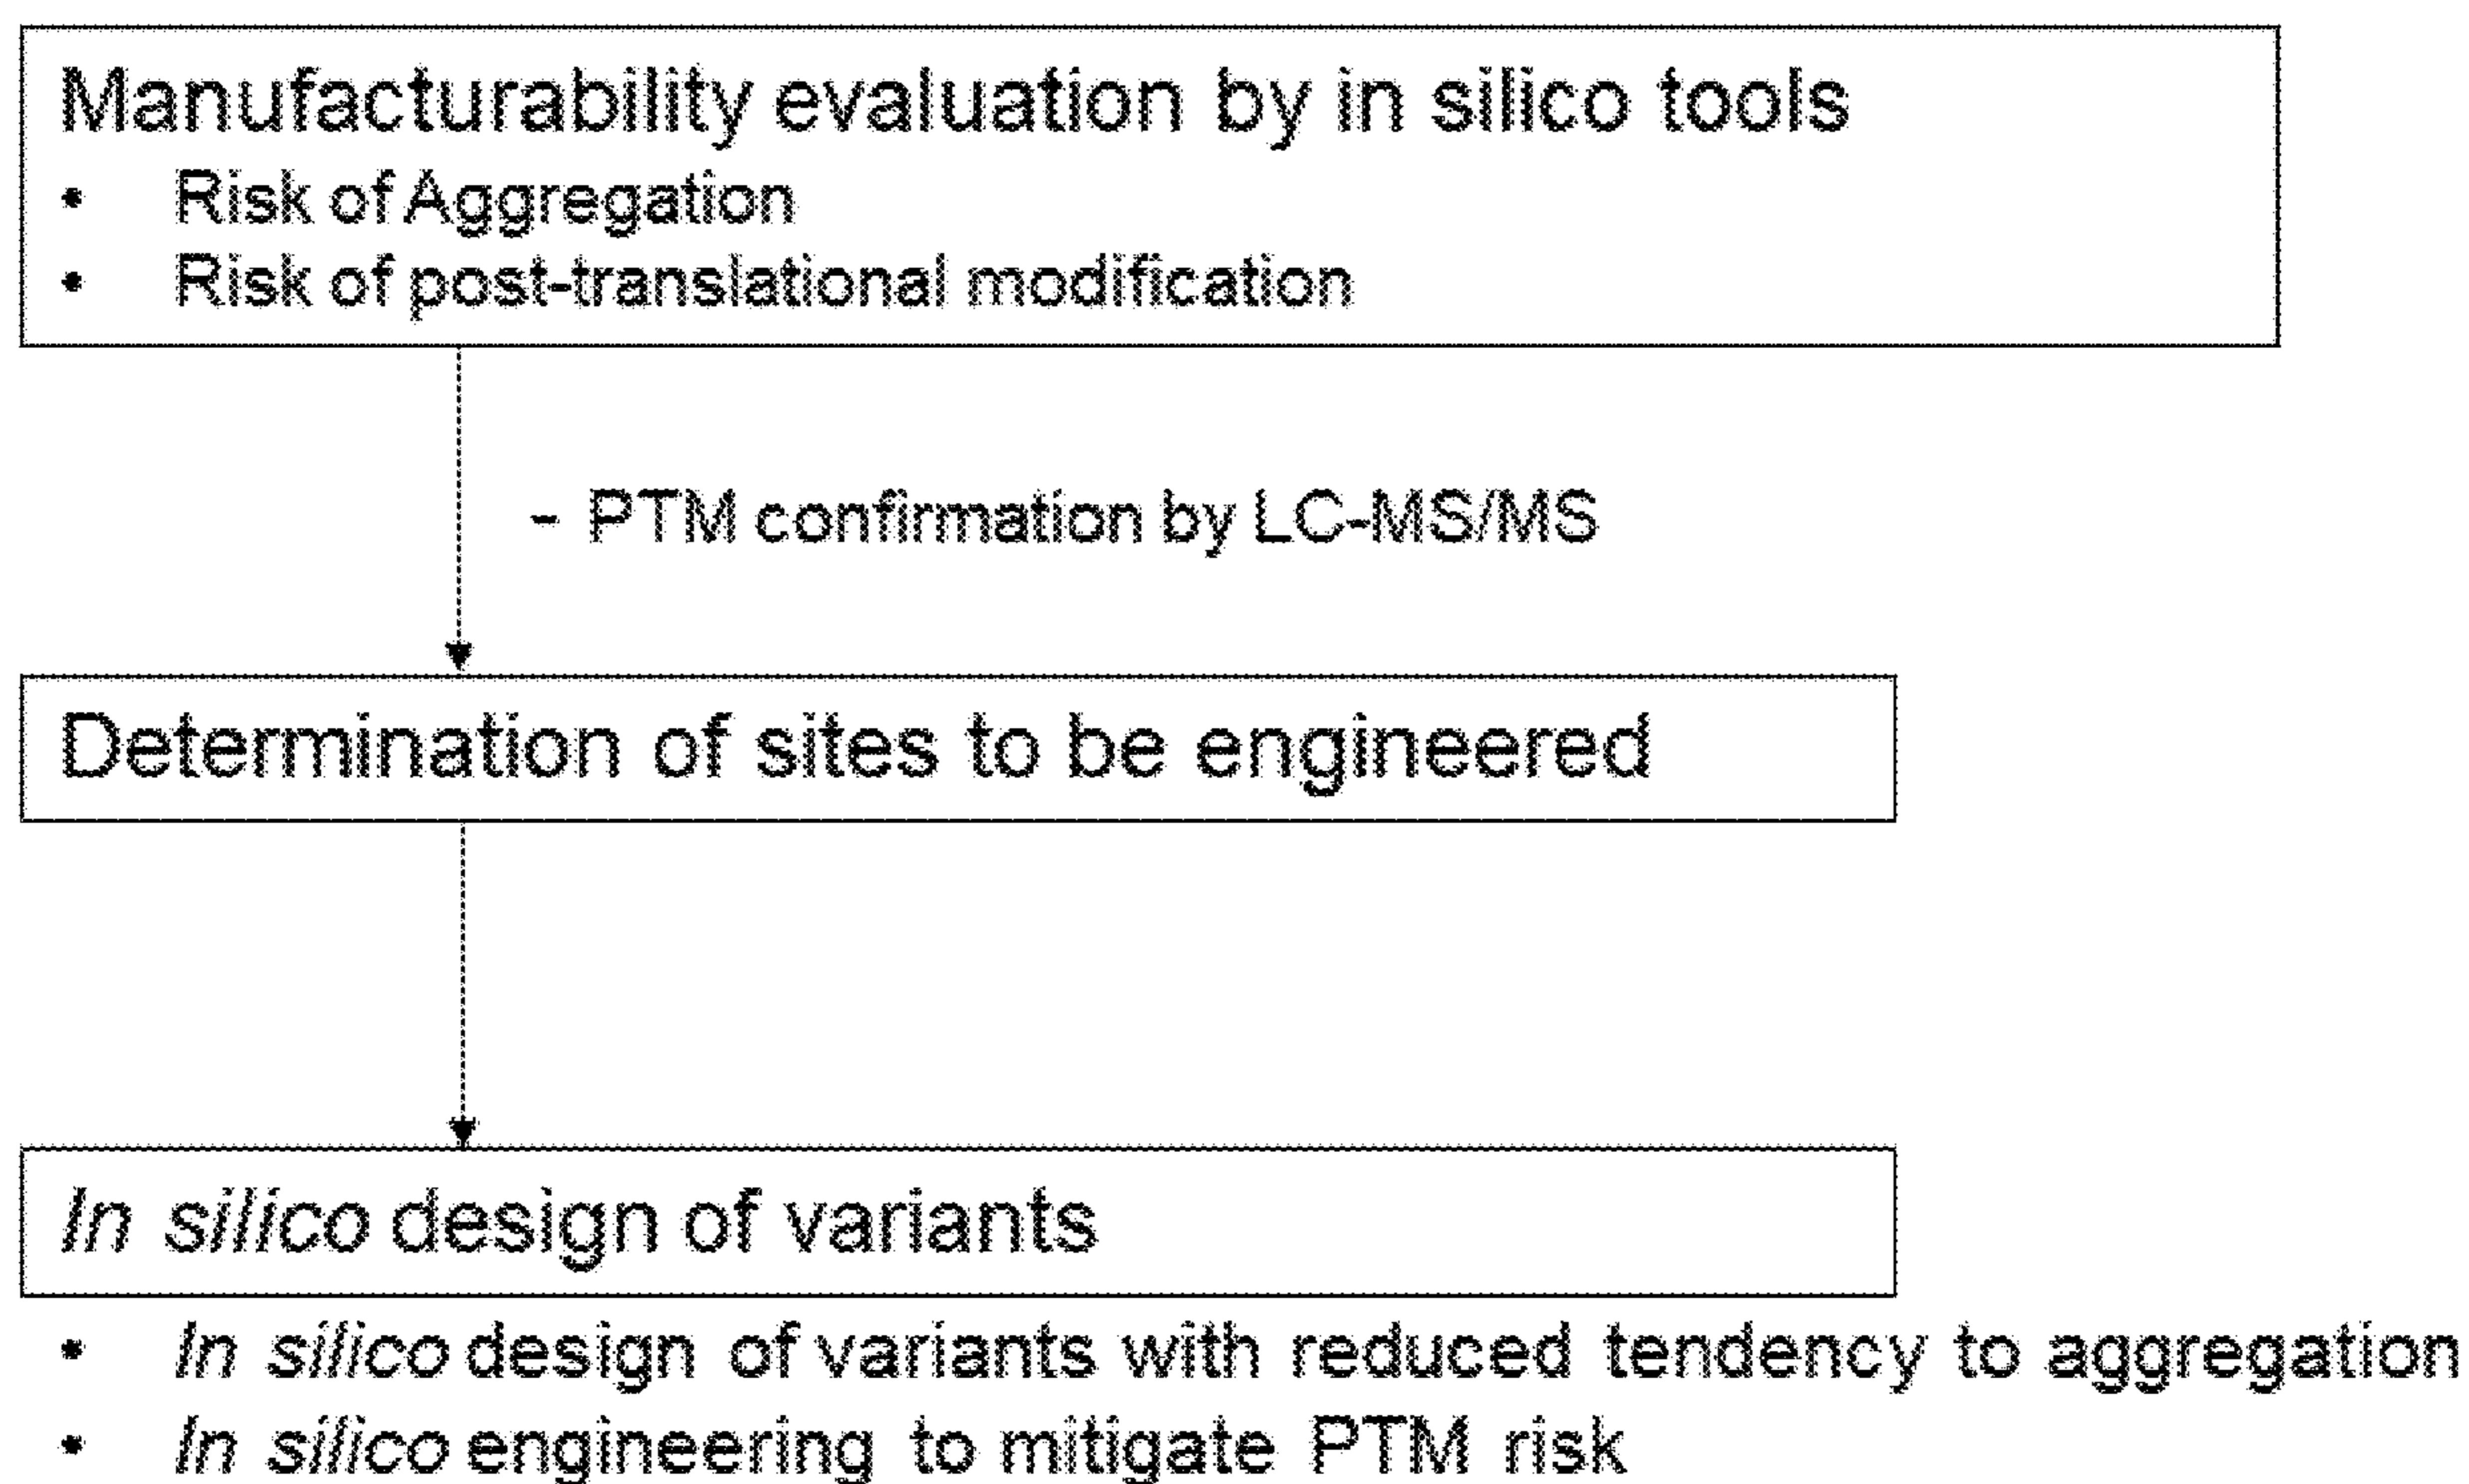 Manufacturability evaluation by in silico tools
• Risk of Aggregation
• Risk of post-translational modification
- PTM confirmation by LC-MS/MS
Determination of sites to be engineered
In silico design of variants
• In silico design of variants with reduced tendency to aggregation
• In silico engineering to mitigate PTM risk